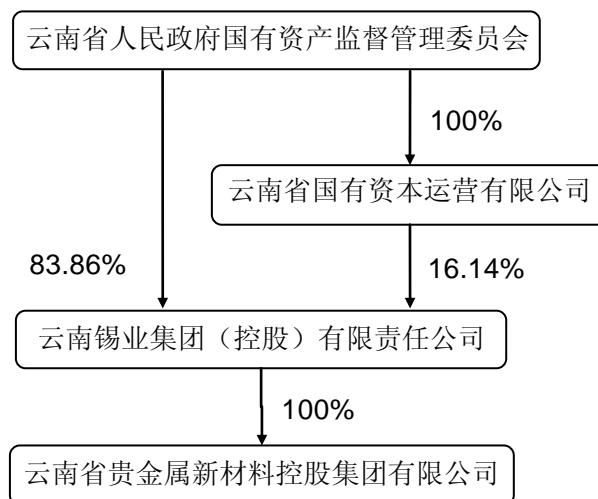 云南省人民政府国有资产监督管理委员会
100%
云南省国有资本运营有限公司
83.86%
16.14%
云南锡业集团（控股）有限责任公司
100%
云南省贵金属新材料控股集团有限公司